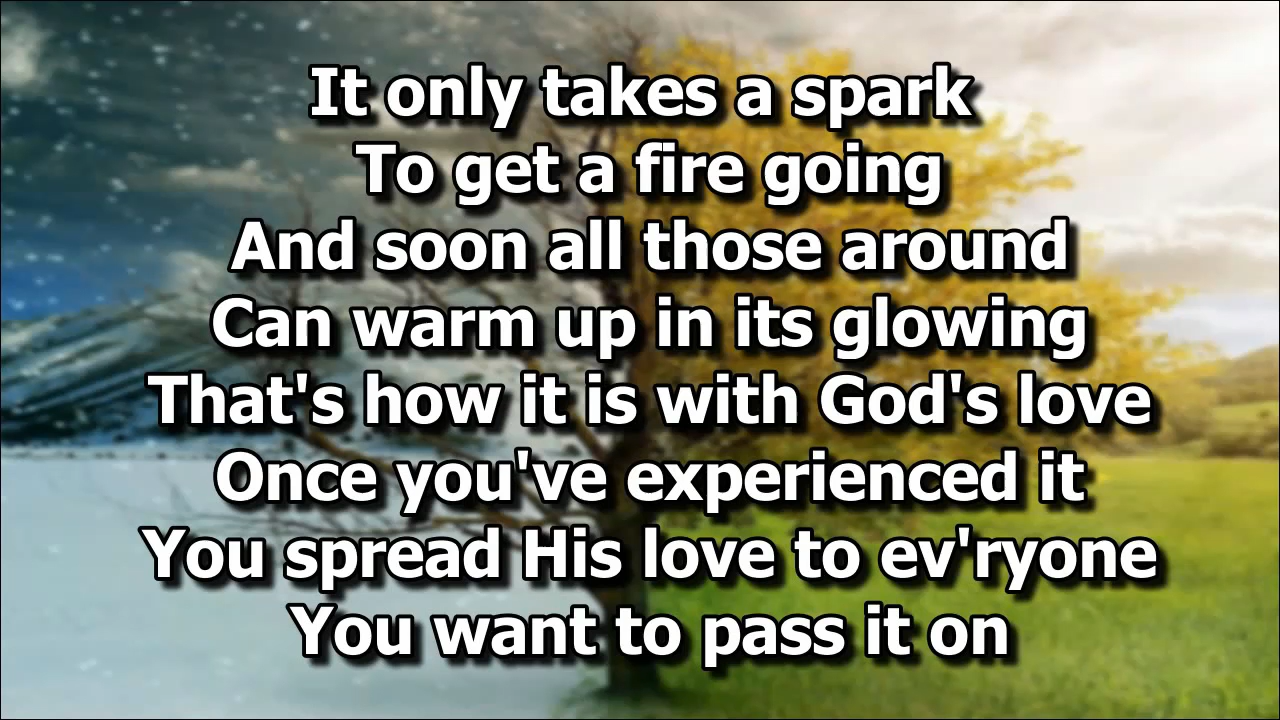 It only takes a spark
To get a fire going
And soon all those around
Can warm up in its glowing
That's how it is with God's love
Once you've experienced it
You spread His love to ev'ryone
You want to pass it on